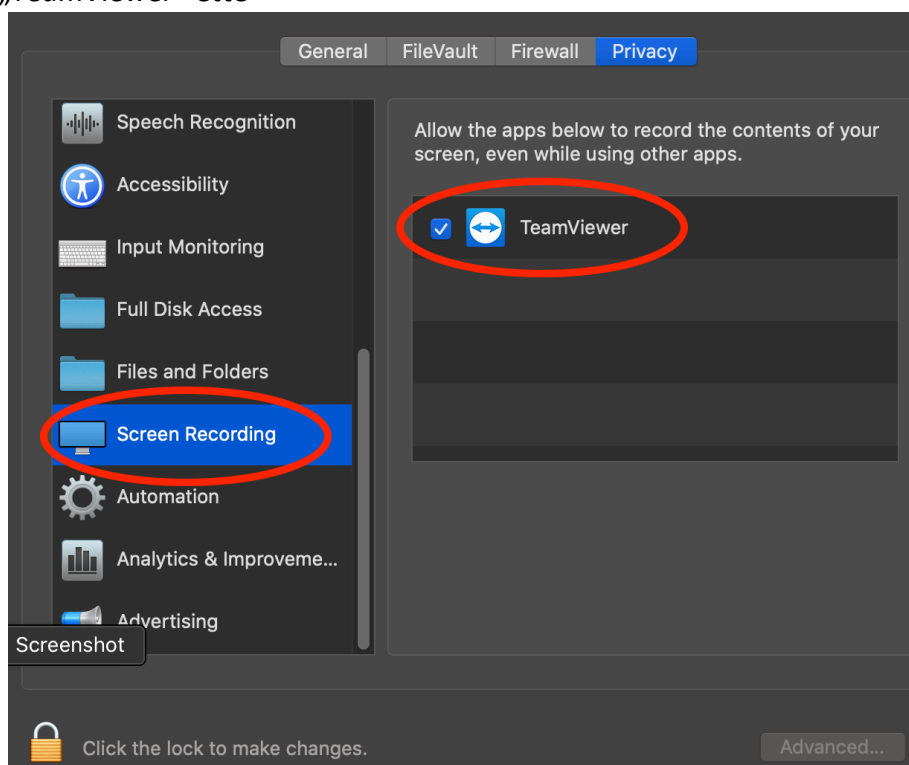 General FileVault Firewall Privacy
Speech Recognition
Accessibility
Input Monitoring
Full Disk Access
Files and Folders
Screen Recording
Automation
Analytics & Improveme...
Advertising
Screenshot
Allow the apps below to record the contents of your
screen, even while using other apps.
TeamViewer
Click the lock to make changes.
Advanced...